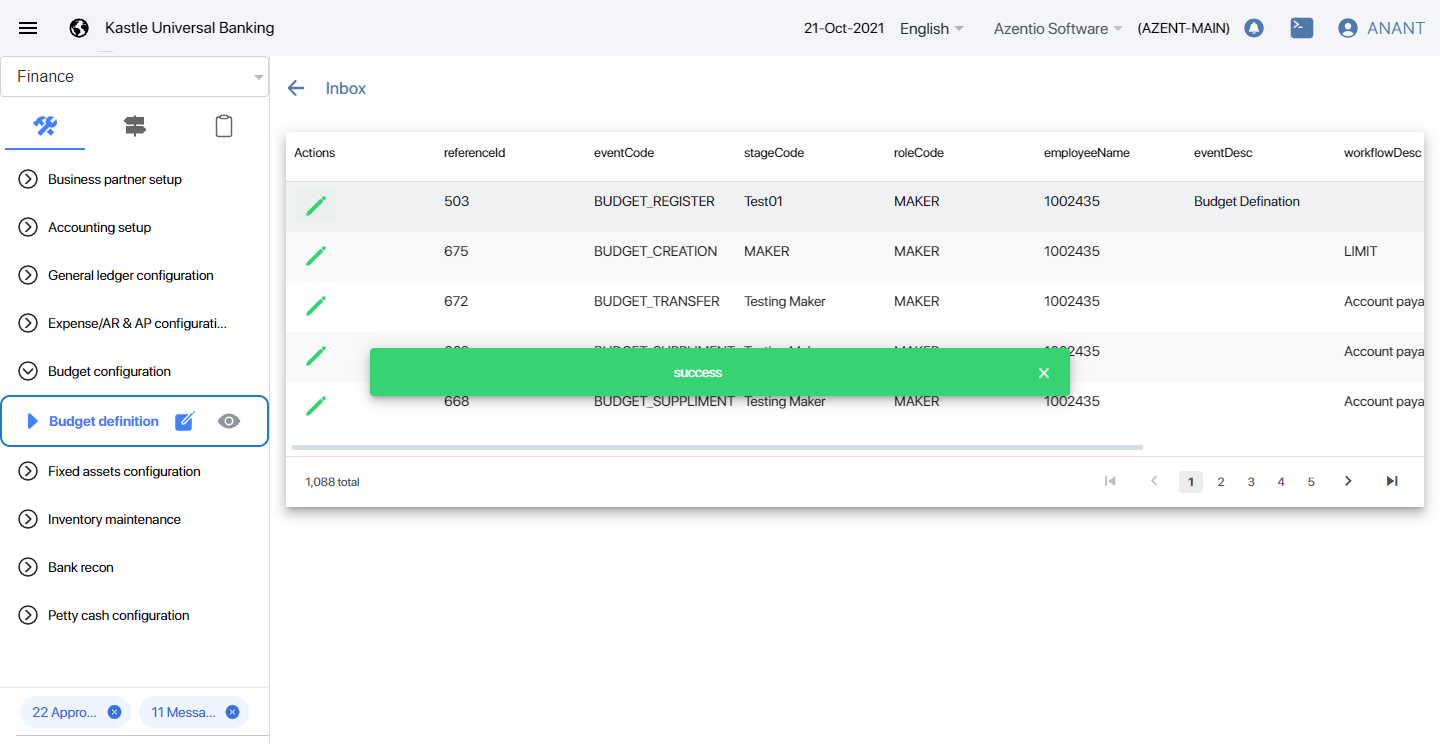 Kastle Universal Banking
21-Oct-2021 English Azentio Software (AZENT-MAIN) ANANT
Finance
Inbox
Business partner setup
Accounting setup
General ledger configuration
Expense/AR & AP configurati...
Budget configuration
Budget definition
Fixed assets configuration
Inventory maintenance
Bank recon
Petty cash configuration
22 Appro... 11 Messa...
Actions referenceId eventCode stageCode roleCode employeeName eventDesc workflowDesc
503 BUDGET_REGISTER Test01 MAKER 1002435 Budget Defination
675 BUDGET_CREATION MAKER MAKER 1002435 LIMIT
672 BUDGET_TRANSFER Testing Maker MAKER 1002435 Account paya
BUDGET_SUPPLIMENT Testing Maker MAKER 1002435 Account paya
success
668 BUDGET_SUPPLIMENT Testing Maker MAKER 1002435 Account paya
1,088 total 1 2 3 4 5